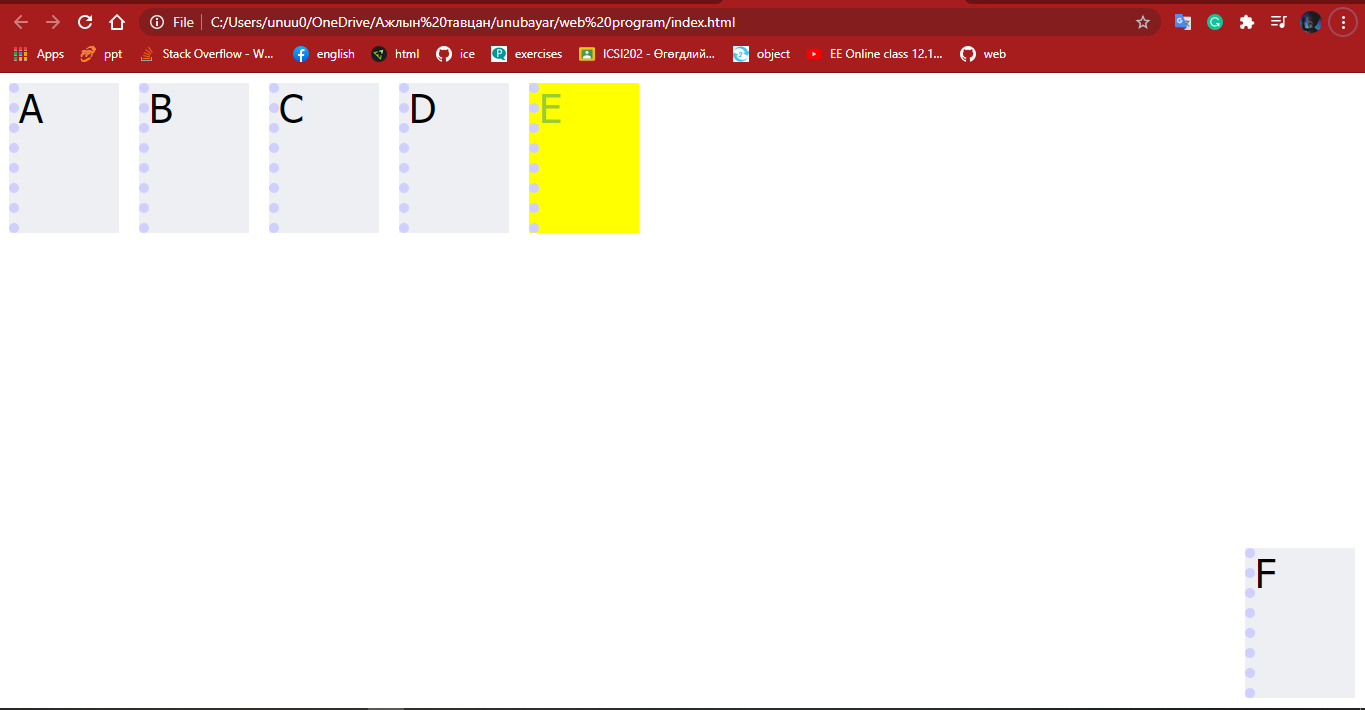 File C:/Users/unuu0/OneDrive/Ажлын%20тавцан/unubayar/web%20program/index.html
Apps ppt Stack Overflow - W... english html ice exercises ICSI202 - Өгөгдлий... object EE Online class 12.1... web
A B C D E
F